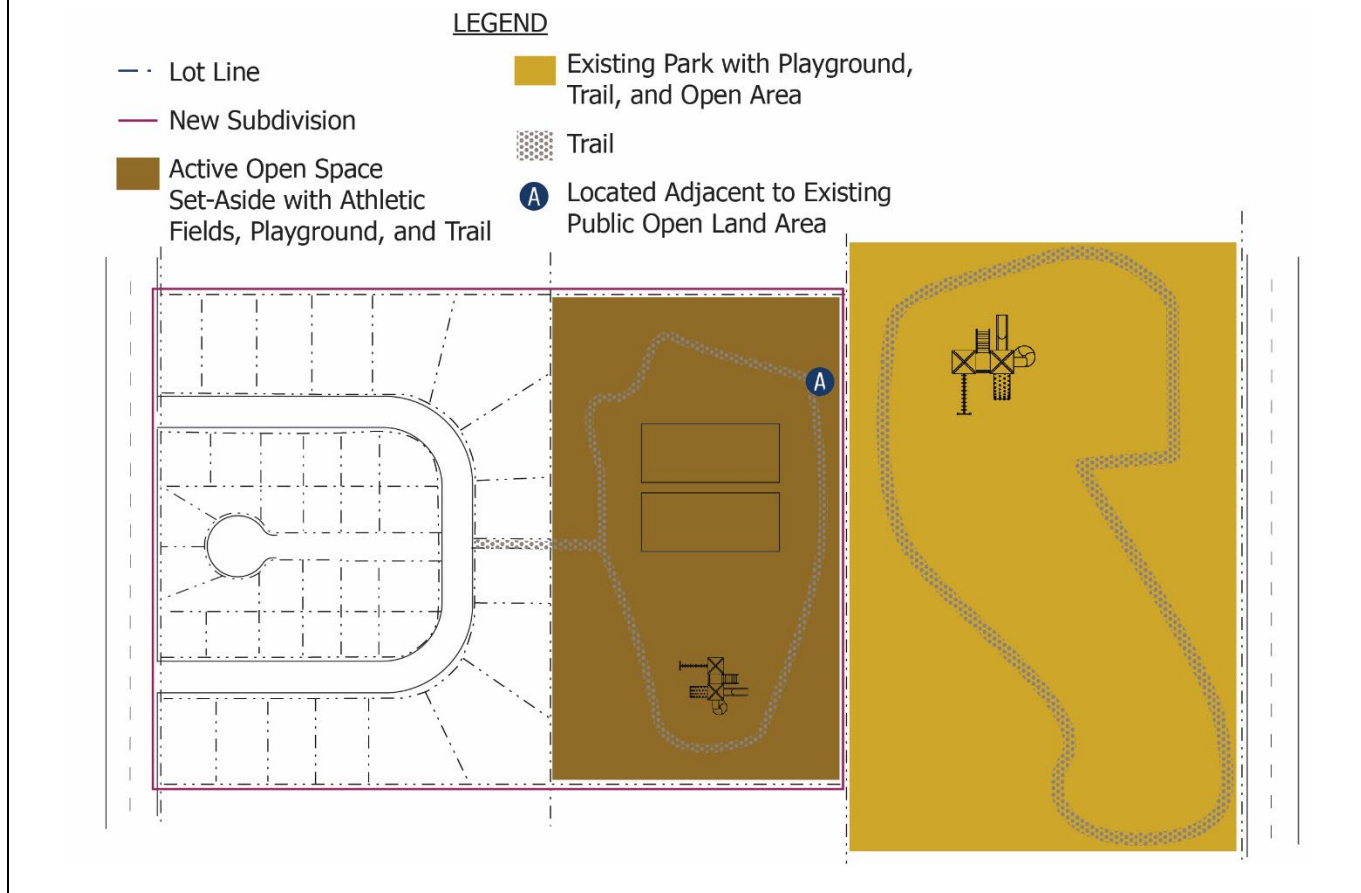 LEGEND
Lot Line
New Subdivision
Active Open Space
Set-Aside with Athletic
Fields, Playground, and Trail
Existing Park with Playground,
Trail, and Open Area
Trail
A
Located Adjacent to Existing
Public Open Land Area
A